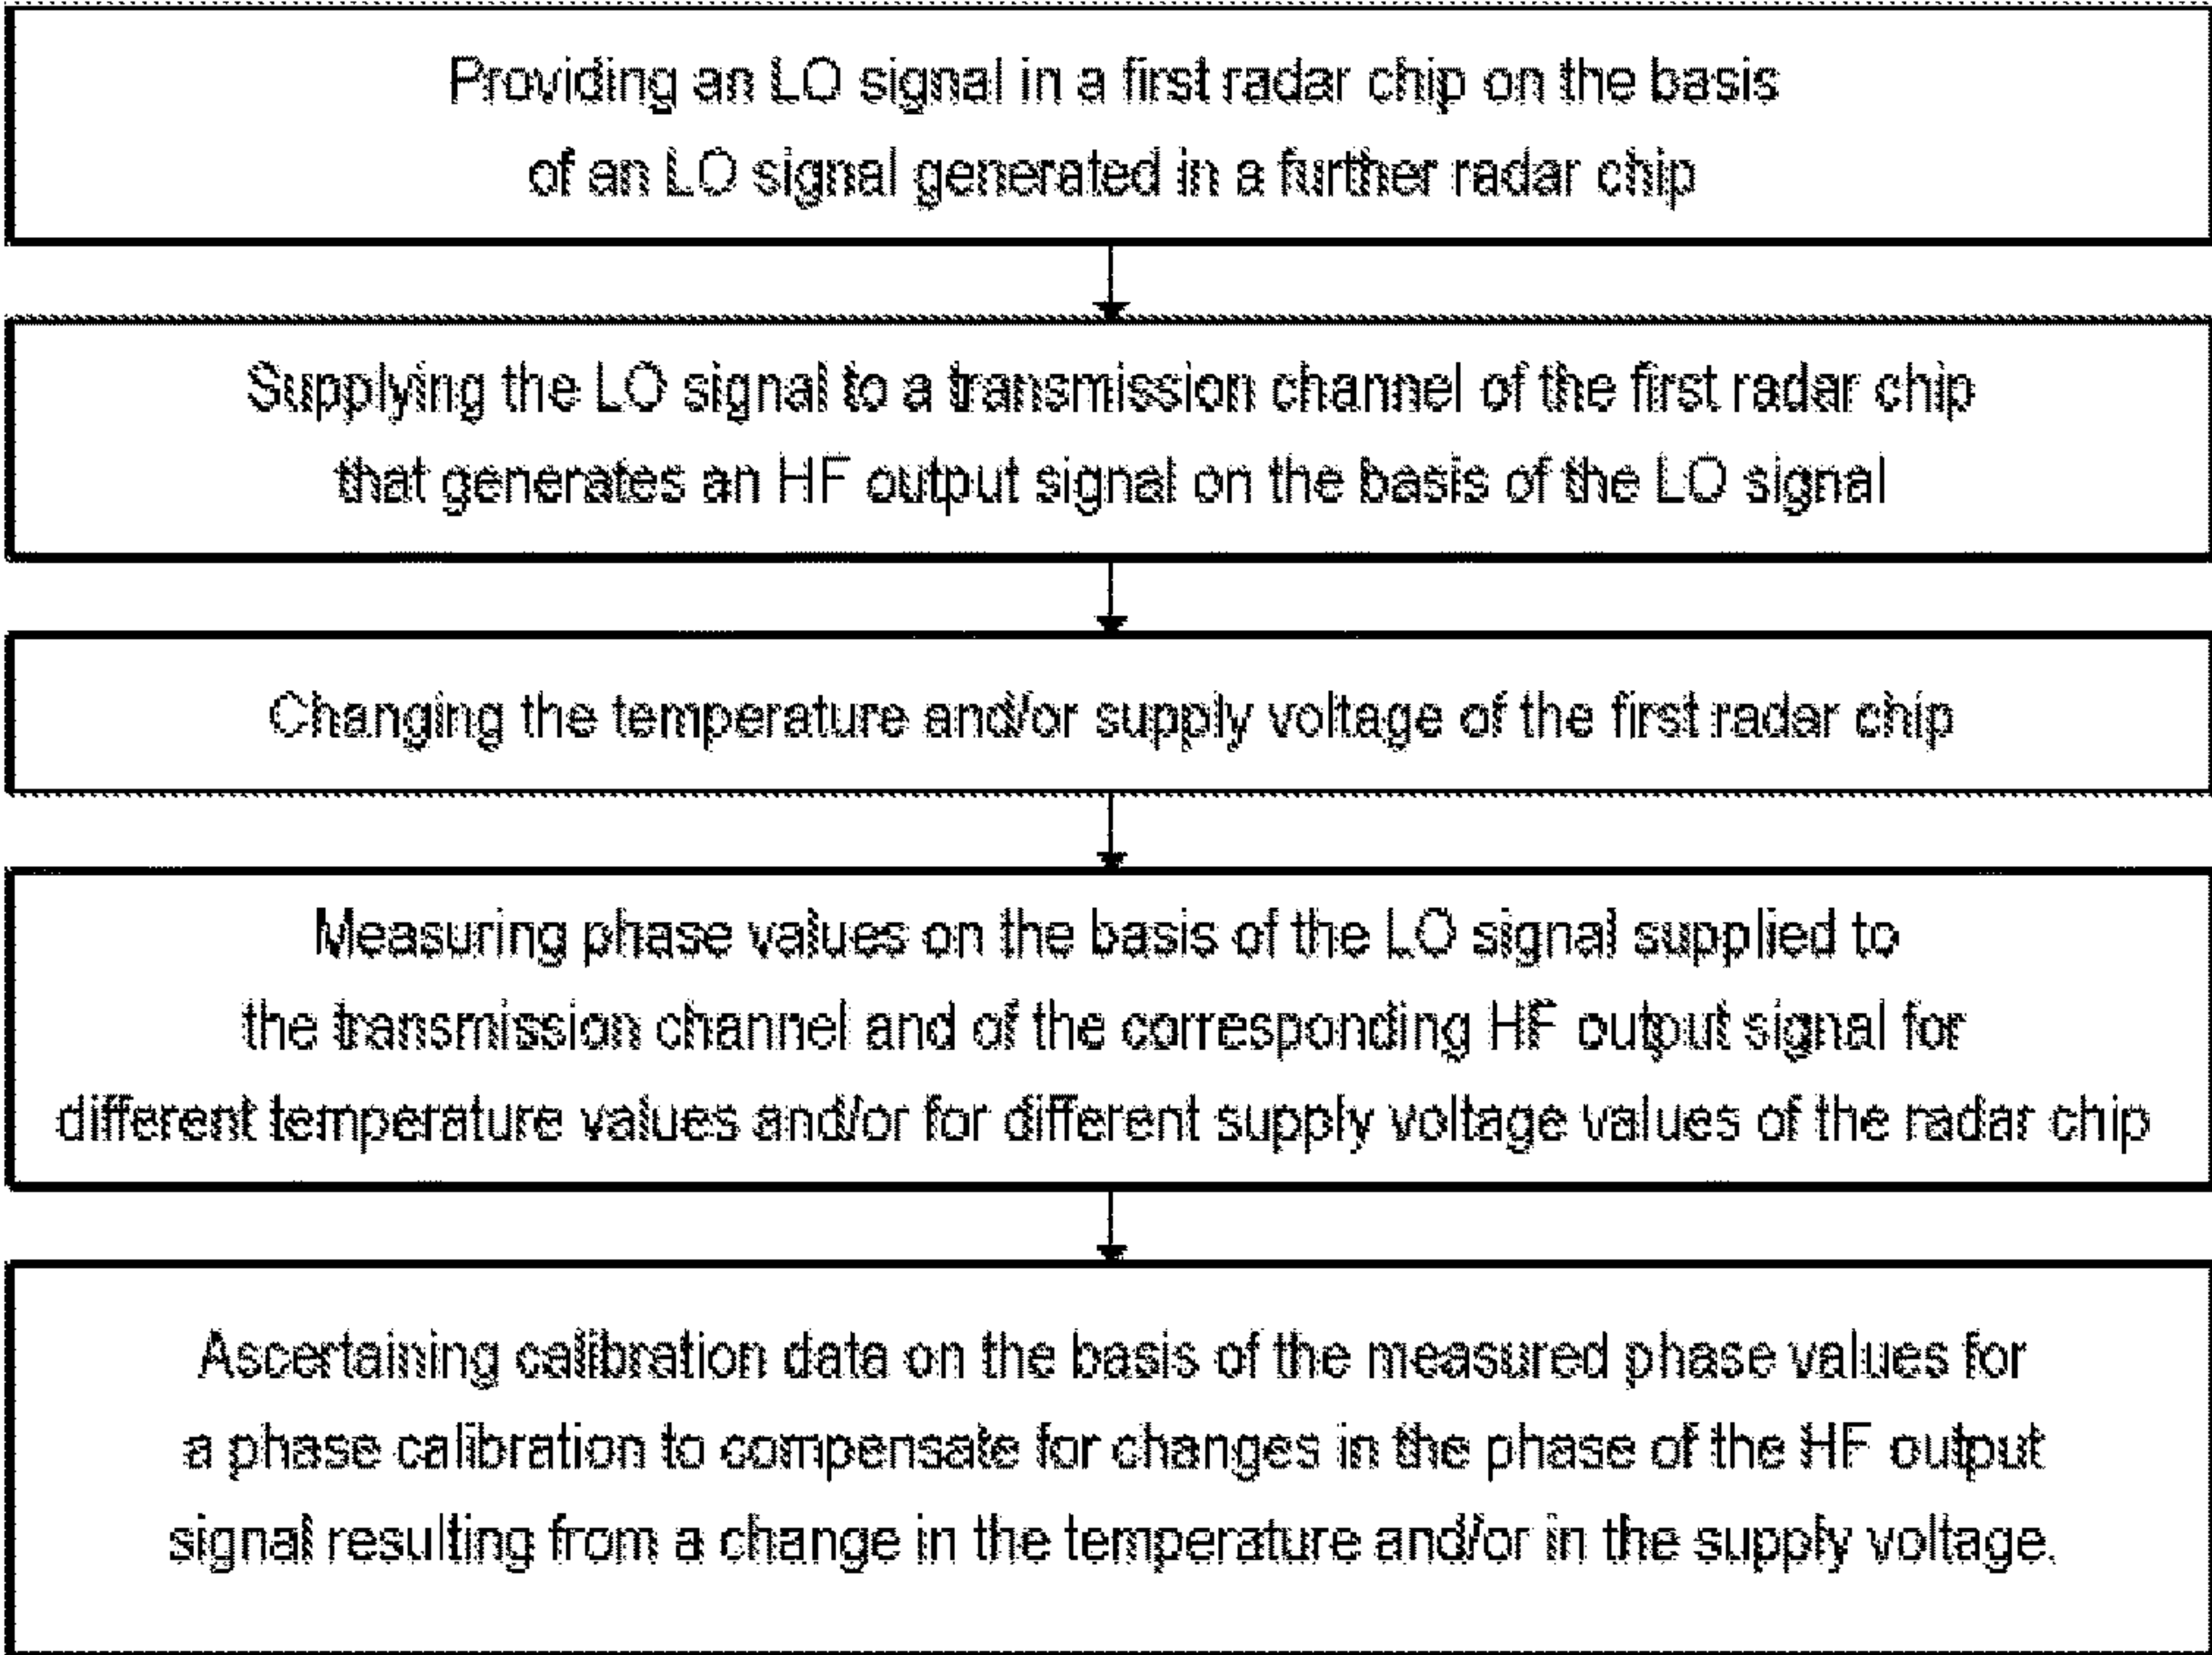 Providing an LO signal in a first radar chip on the basis
of an LO signal generated in a further radar chip
Supplying the LO signal to a transmission channel of the first radar chip
that generates an HF output signal on the basis of the LO signal
Changing the temperature and/or supply voltage of the first radar chip
Measuring phase values on the basis of the LO signal supplied to
the transmission channel and of the corresponding HF output signal for
different temperature values and/or for different supply voltage values of the radar chip
Ascertaining calibration data on the basis of the measured phase values for
a phase calibration to compensate for changes in the phase of the HF output
signal resulting from a change in the temperature and/or in the supply voltage.